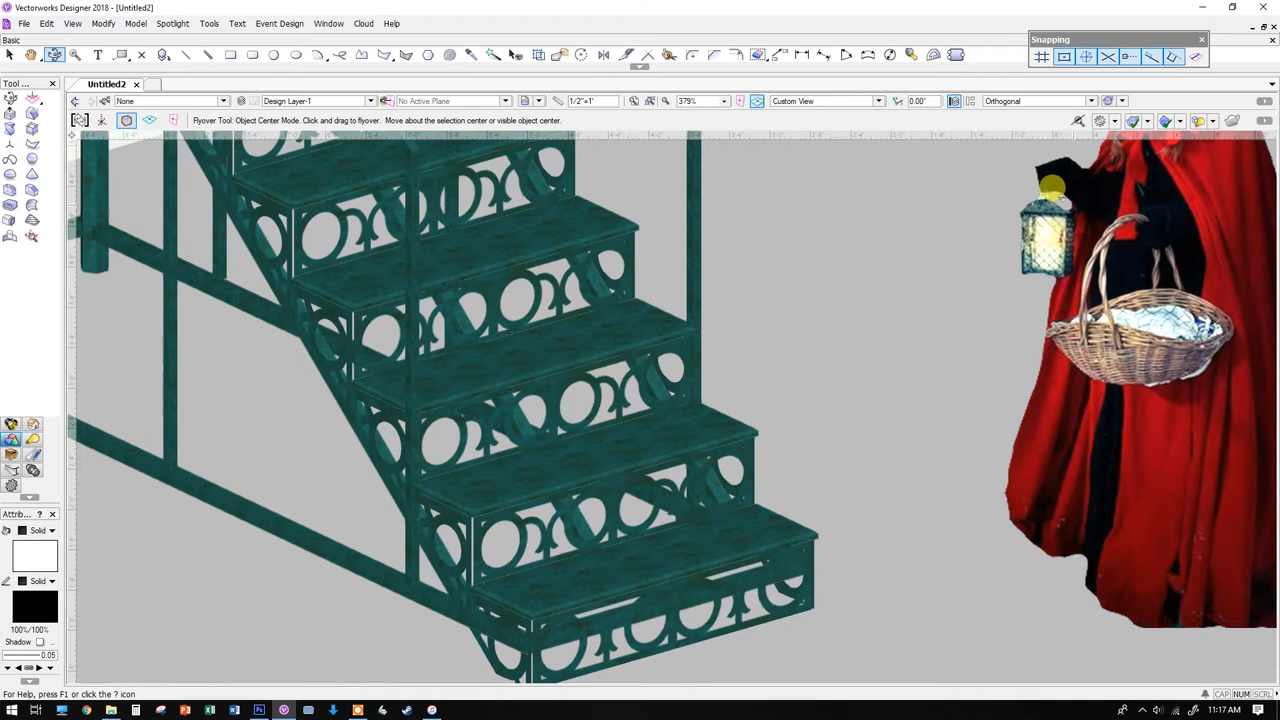 Vectorworks Designer 2018 - [Untitled2]
File Edit View Modify Model Spotlight Tools Text Event Design Window Cloud Help
Basic
Snapping
Tool ...
Untitled2
None
Design Layer-1
No Active Plane
1/2"=1'
379%
Custom View
0.00°
Orthogonal
Flyover Tool: Object Center Mode. Click and drag to flyover. Move about the selection center or visible object center.
Attrib...
Solid
Solid
100%/100%
Shadow
0.05
For Help, press F1 or click the ? icon
CAP NUM SCRL
11:17 AM